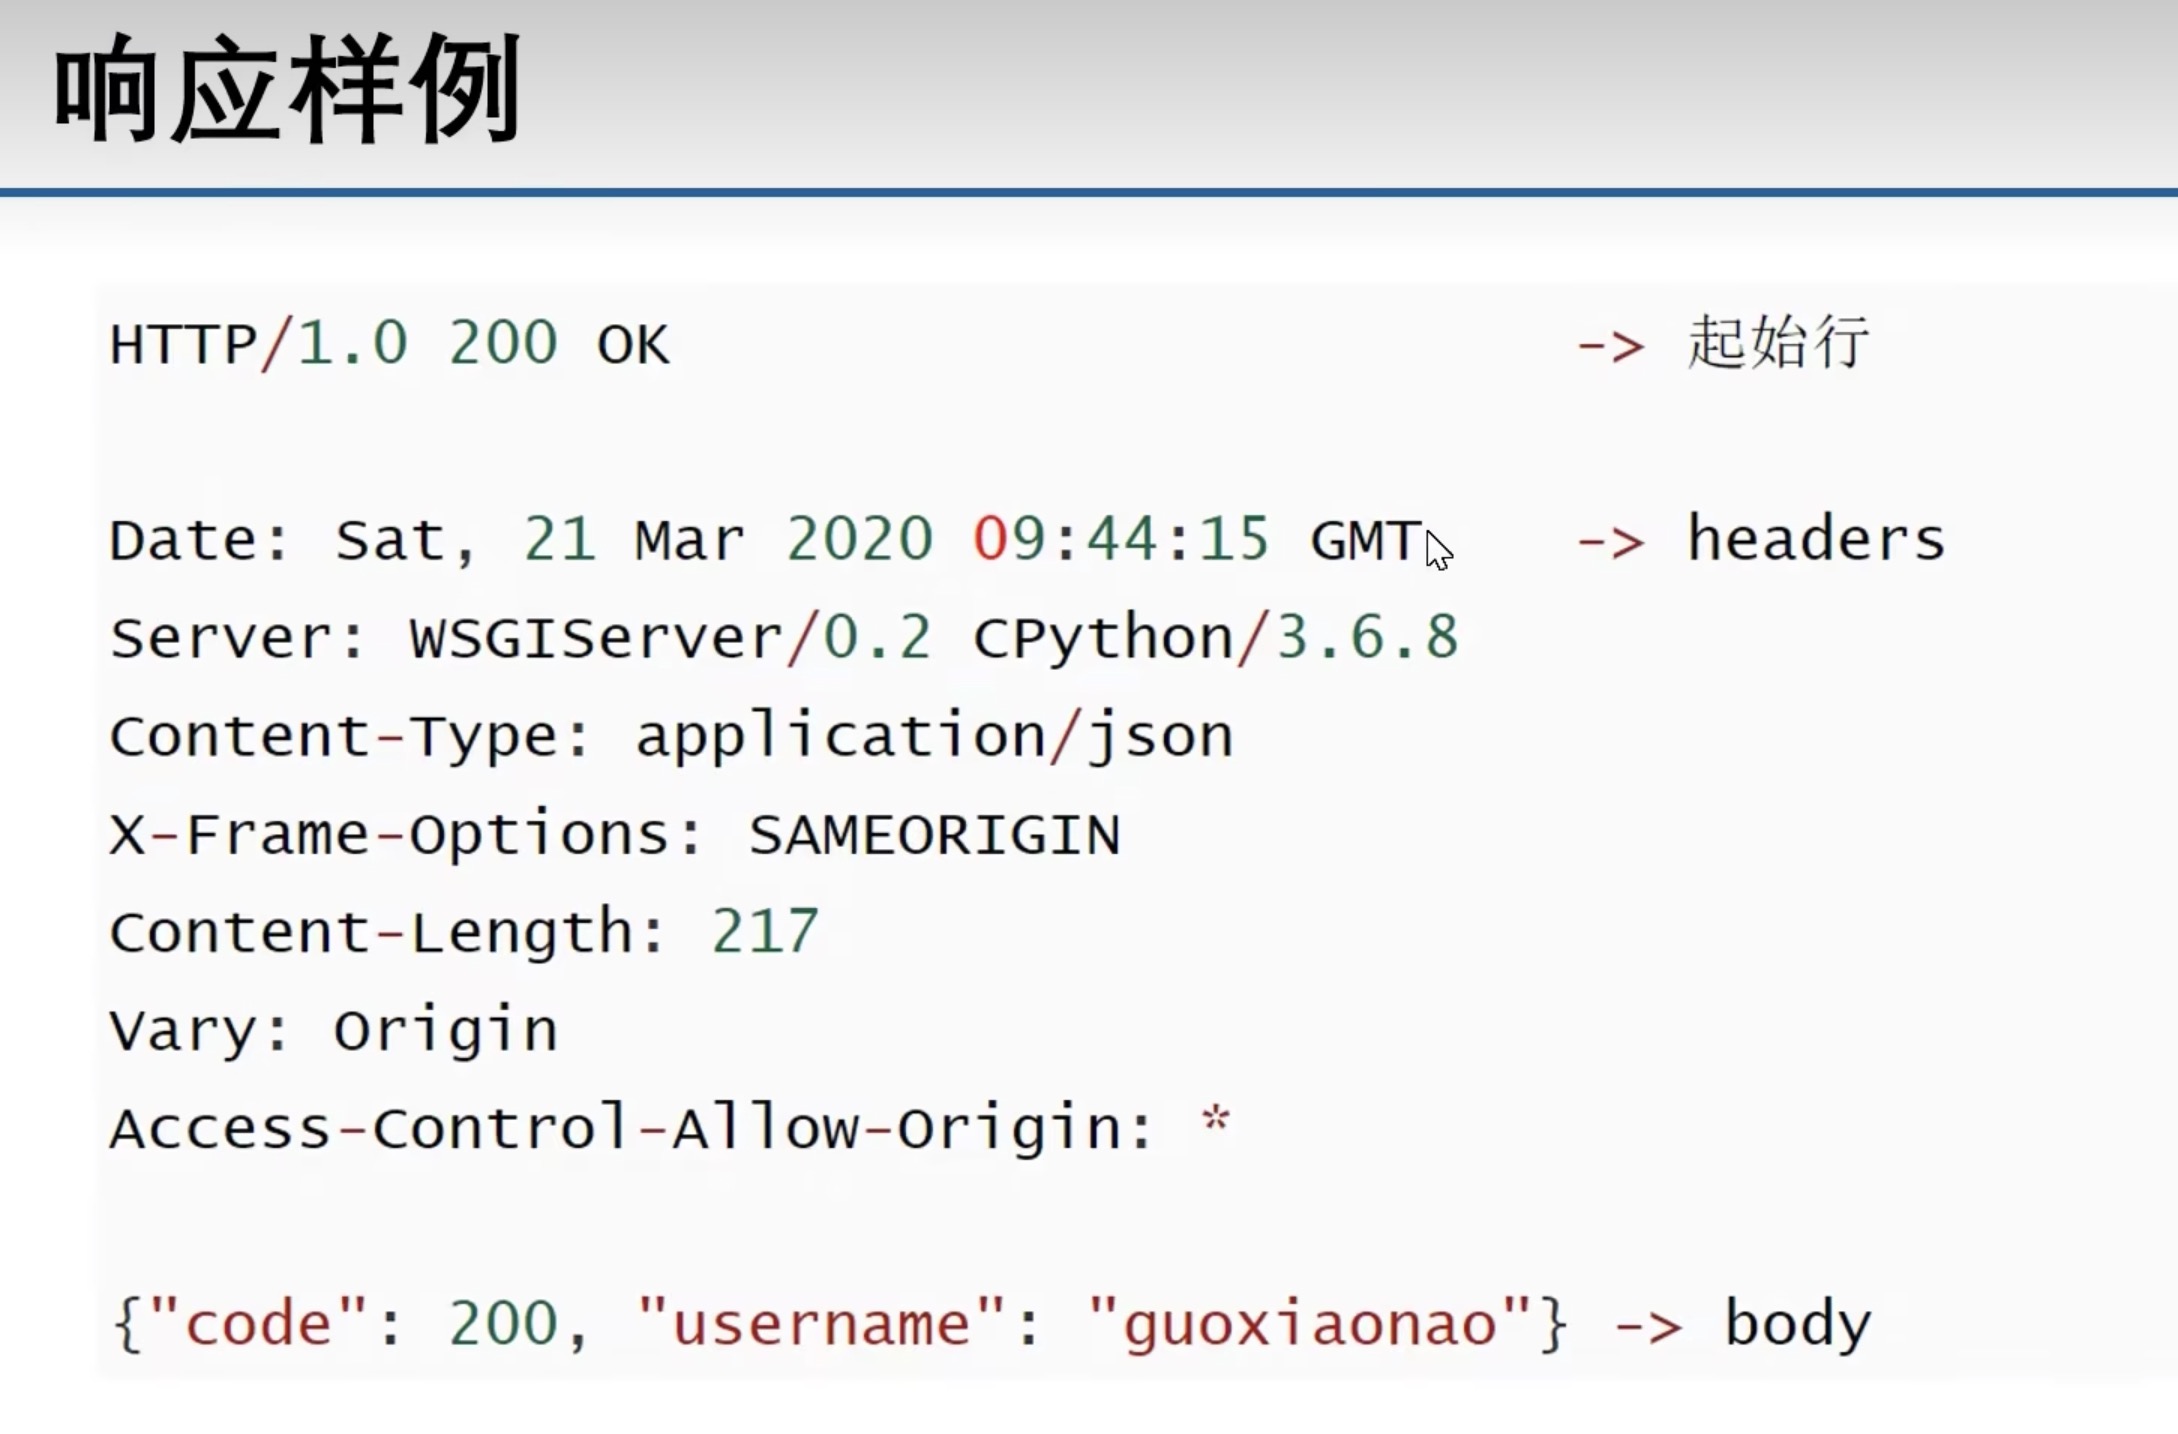 响应样例
HTTP/1.0 200 OK -> 起始行
Date: Sat, 21 Mar 2020 09:44:15 GMT -> headers
Server: WSGIServer/0.2 CPython/3.6.8
Content-Type: application/json
X-Frame-Options: SAMEORIGIN
Content-Length: 217
Vary: Origin
Access-Control-Allow-Origin: *
{"code": 200, "username": "guoxiaonao"} -> body